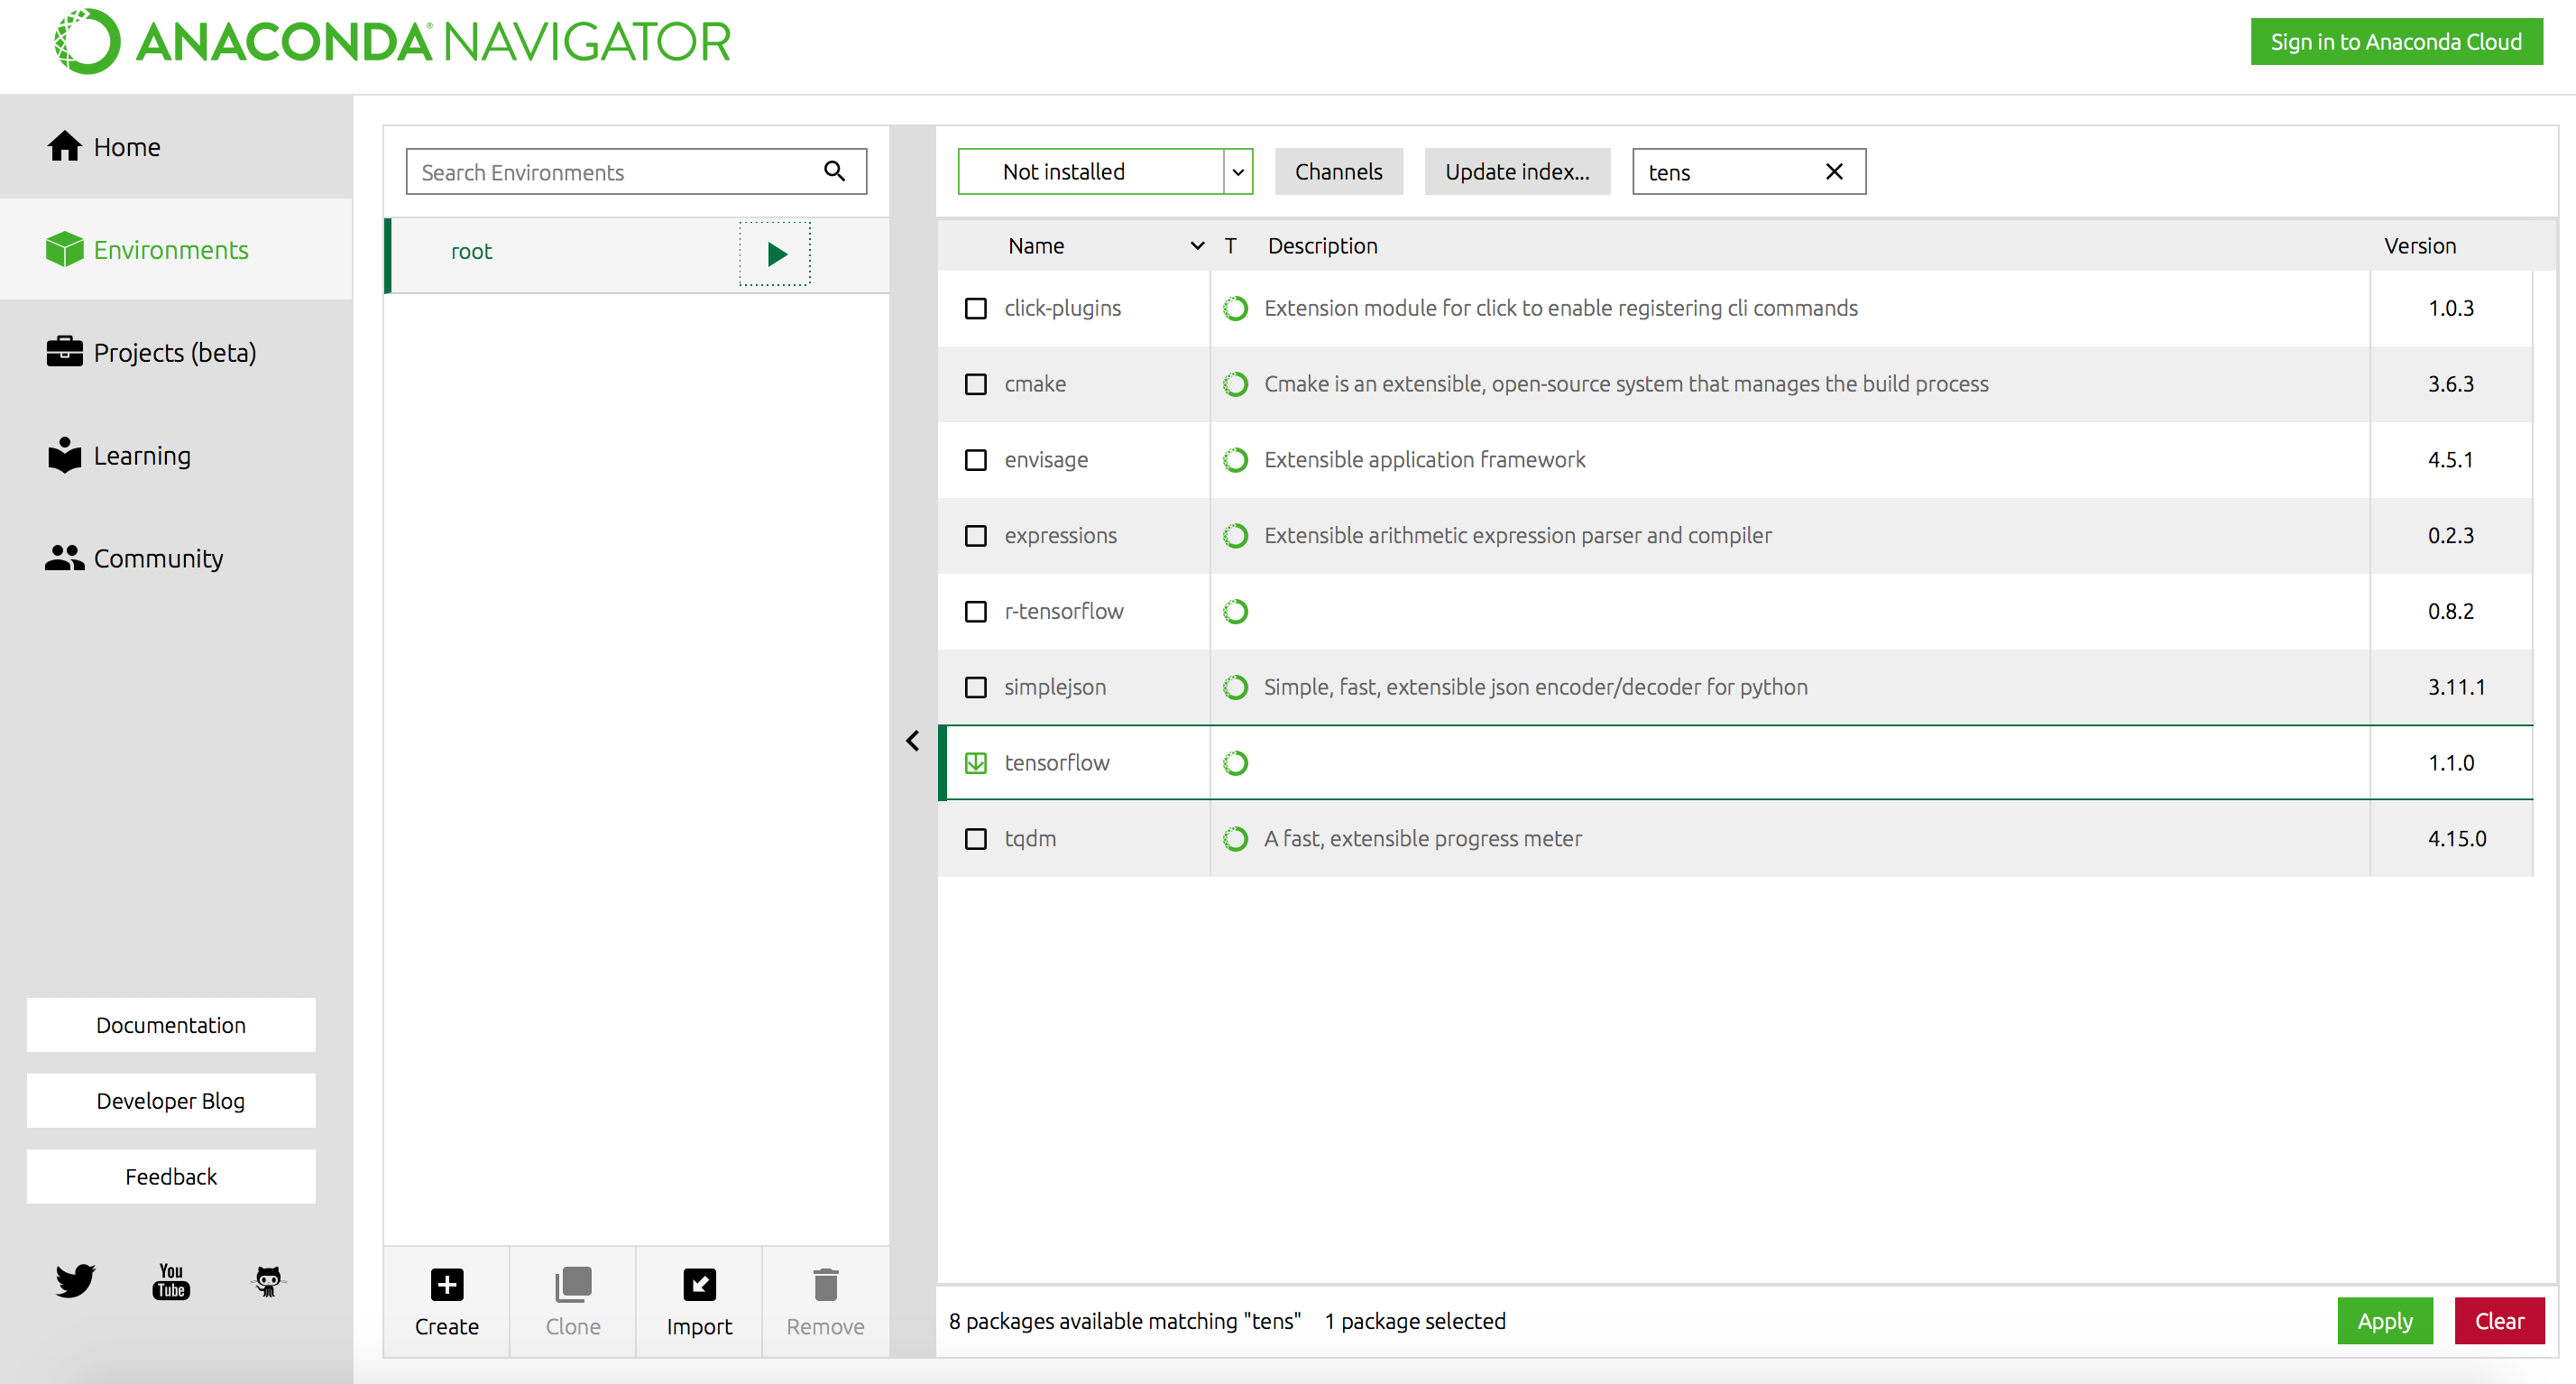 ANACONDA® NAVIGATOR
Sign in to Anaconda Cloud
Home
Environments
Projects (beta)
Learning
Community
Documentation
Developer Blog
Feedback
You
Tube
Search Environments
root
Create
Clone
Import
Remove
Not installed
Channels
Update index...
tens
Name T Description Version
click-plugins Extension module for click to enable registering cli commands 1.0.3
cmake Cmake is an extensible, open-source system that manages the build process 3.6.3
envisage Extensible application framework 4.5.1
expressions Extensible arithmetic expression parser and compiler 0.2.3
r-tensorflow 0.8.2
simplejson Simple, fast, extensible json encoder/decoder for python 3.11.1
tensorflow 1.1.0
tqdm A fast, extensible progress meter 4.15.0
8 packages available matching "tens" 1 package selected
Apply
Clear